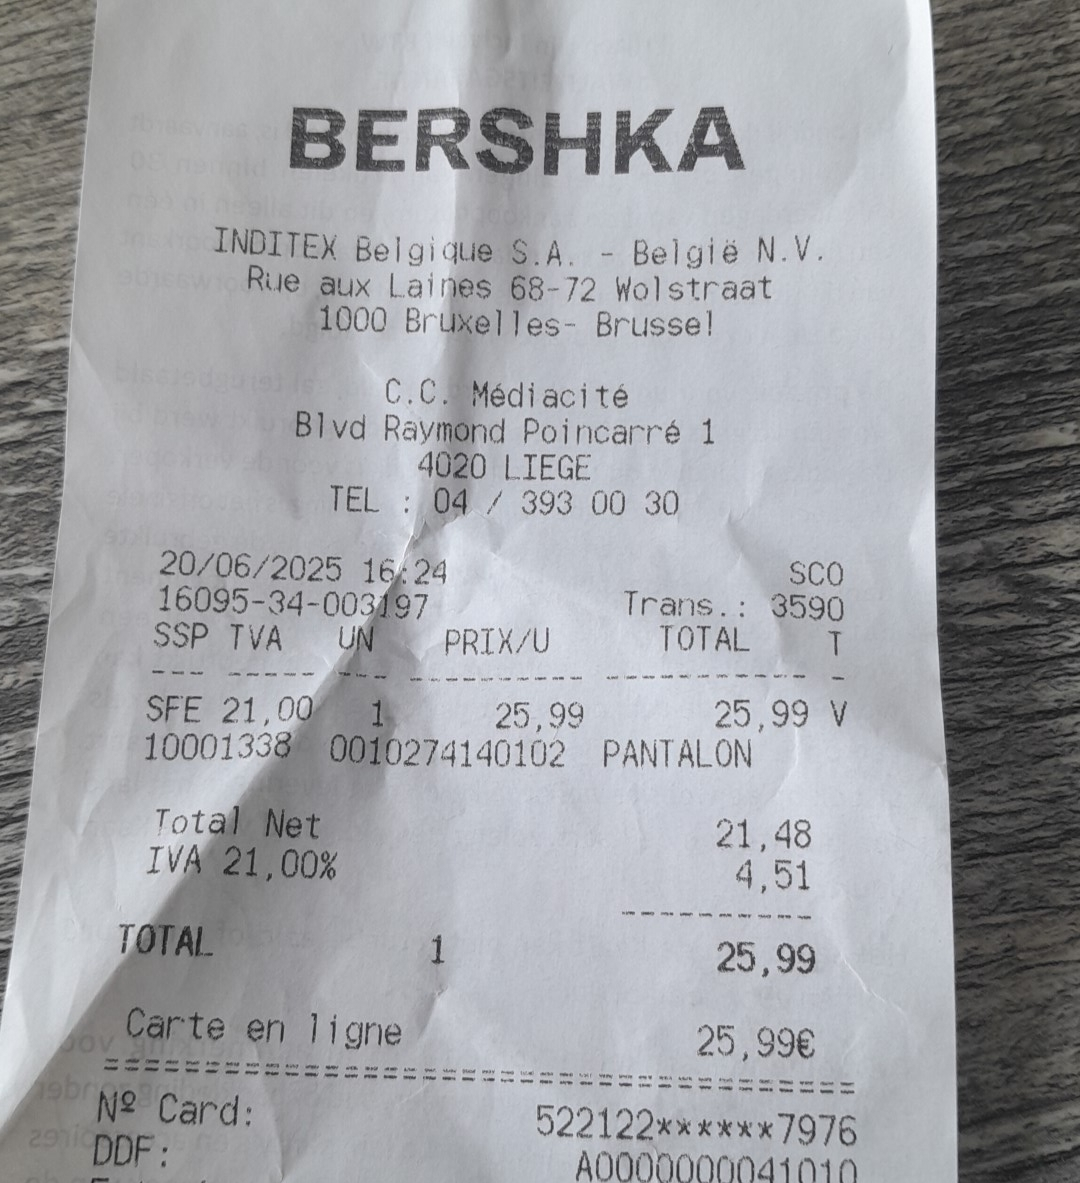 BERSHKA
INDITEX Belgique S.A. - België N.V.
Rue aux Laines 68-72 Wolstraat
1000 Bruxelles- Brussel
C.C. Médiacité
Blvd Raymond Poincarré 1
4020 LIEGE
TEL : 04 / 393 00 30
20/06/2025 16:24 SCO
16095-34-003197 Trans.: 3590
SSP TVA UN PRIX/U TOTAL T
SFE 21,00 1 25,99 25,99 V
10001338 0010274140102 PANTALON
Total Net 21,48
IVA 21,00% 4,51
TOTAL 1 25,99
Carte en ligne 25,99€
Nº Card: 522122******7976
DDF: A0000000041010